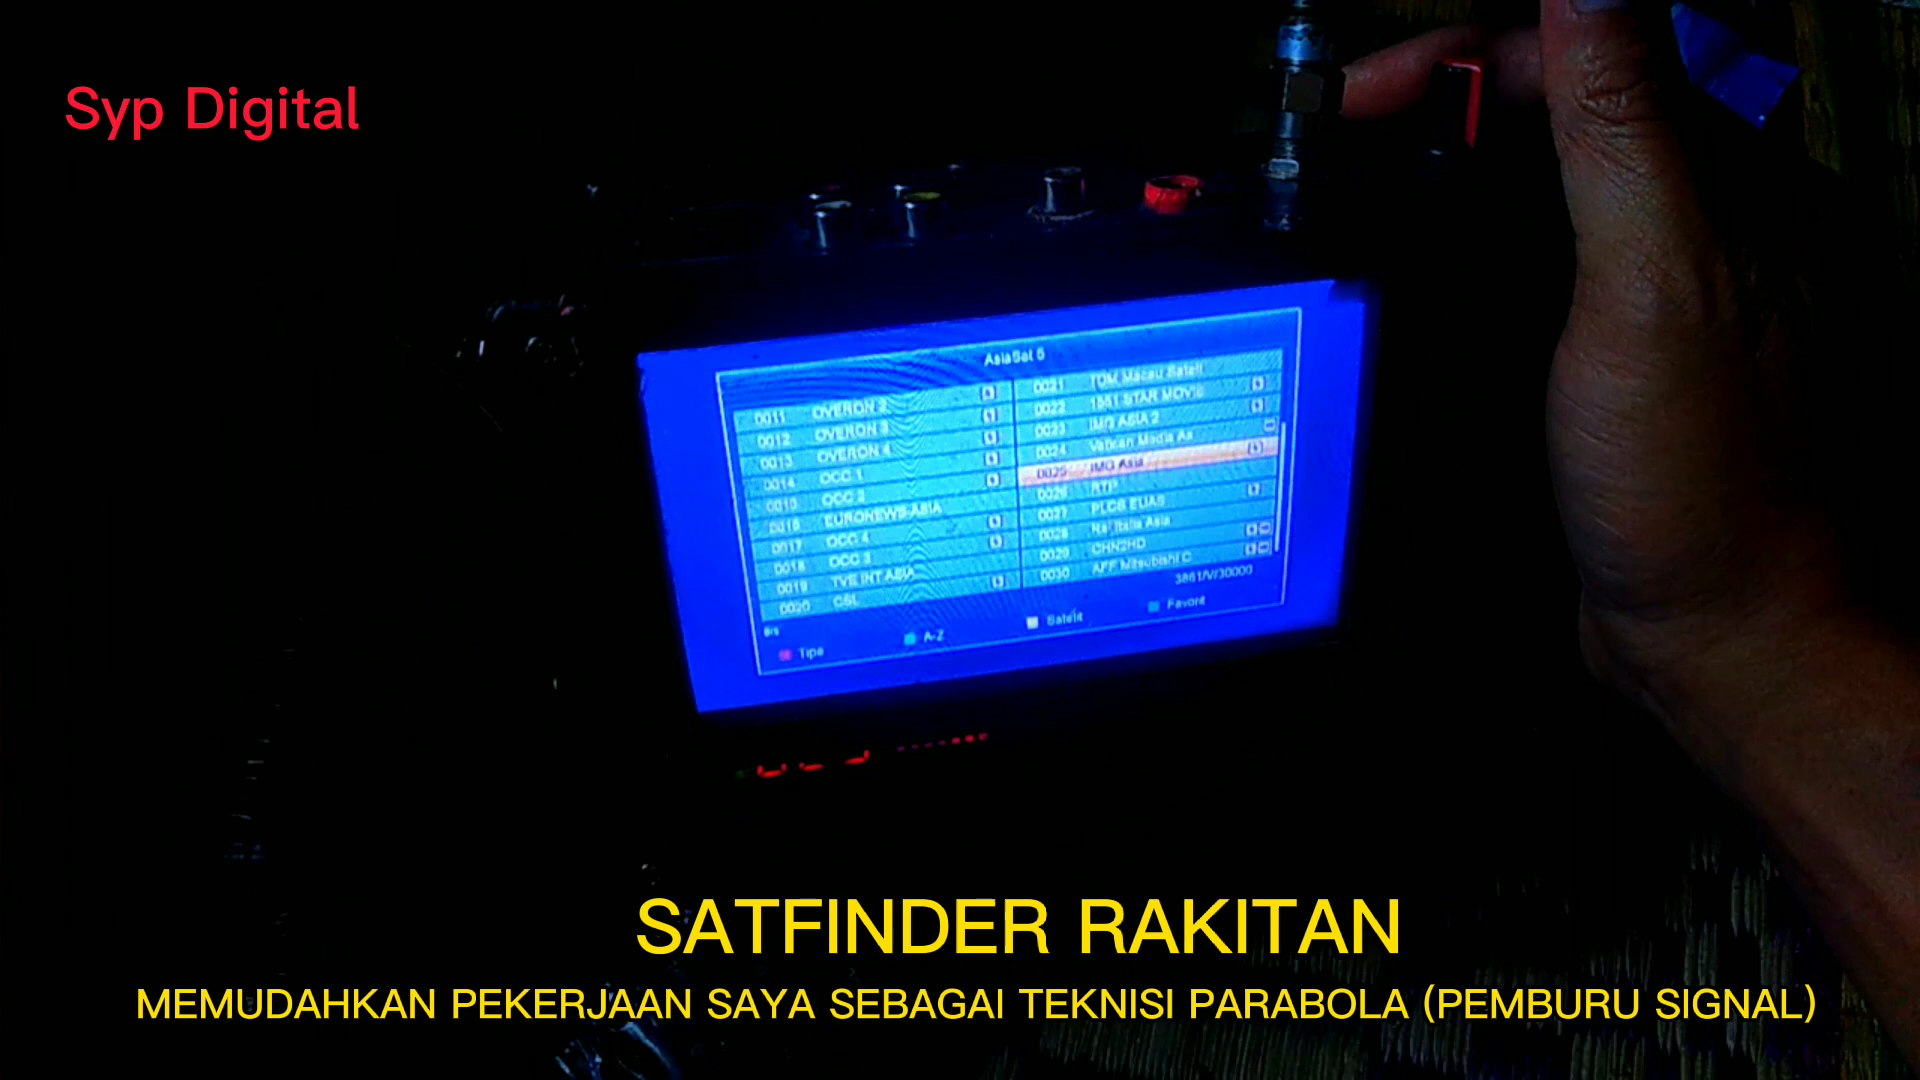 Syp Digital
AsiaSat 5
0011 OVERON 2
0012 OVERON 3
0013 OVERON 4
0014 OCC 1
0015 OCC 2
0016 EURONEWS-ASIA
0017 OCC 4
0018 OCC 3
0019 TVE INT ASIA
0020 CSL
0021 TDM Macau Satelli
0022 1551 STAR MOVIE
0023 IMG ASIA 2
0024 Vatican Media As
0025 IMG Asia
0026 RTP
0027 PLCS EUAS
0028 Rai Italia Asia
0029 CHN2HD
0030 AFF Mitsubishi C
3861/V/30000
Tipe
A-Z
Satelit
Favorit
SATFINDER RAKITAN
MEMUDAHKAN PEKERJAAN SAYA SEBAGAI TEKNISI PARABOLA (PEMBURU SIGNAL)